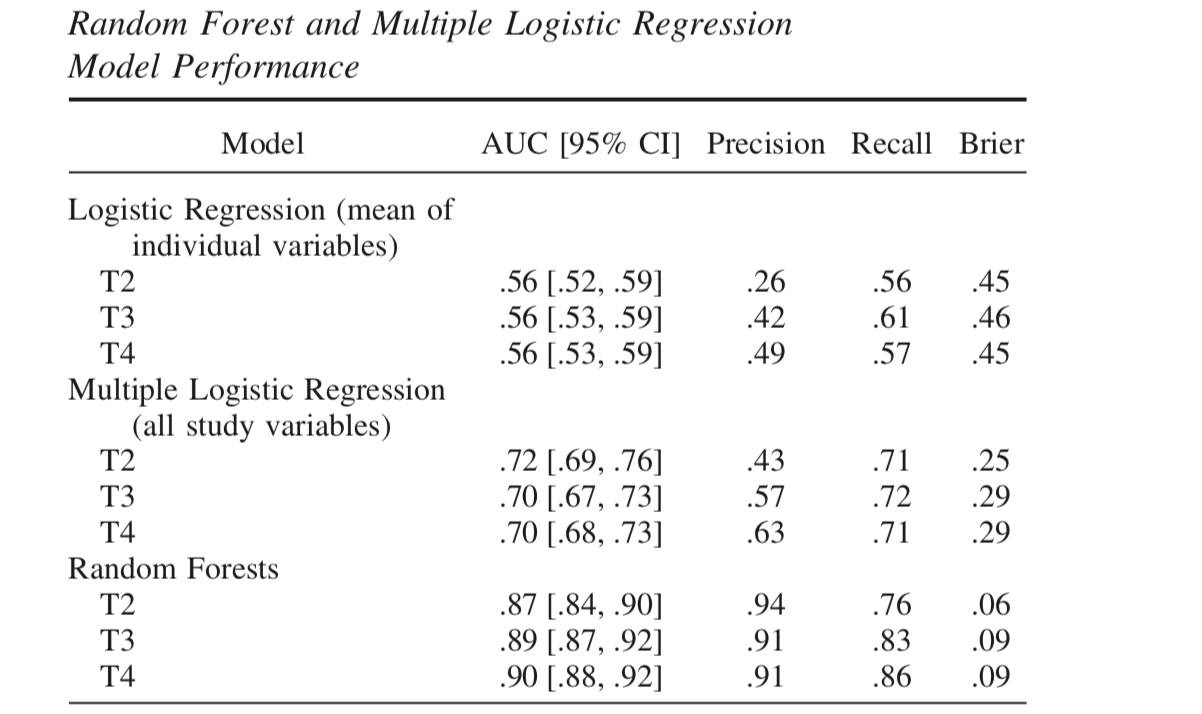 Random Forest and Multiple Logistic Regression
Model Performance
Model AUC [95% CI] Precision Recall Brier
Logistic Regression (mean of
individual variables)
T2 .56 [.52, .59] .26 .56 .45
T3 .56 [.53, .59] .42 .61 .46
T4 .56 [.53, .59] .49 .57 .45
Multiple Logistic Regression
(all study variables)
T2 .72 [.69, .76] .43 .71 .25
T3 .70 [.67, .73] .57 .72 .29
T4 .70 [.68, .73] .63 .71 .29
Random Forests
T2 .87 [.84, .90] .94 .76 .06
T3 .89 [.87, .92] .91 .83 .09
T4 .90 [.88, .92] .91 .86 .09